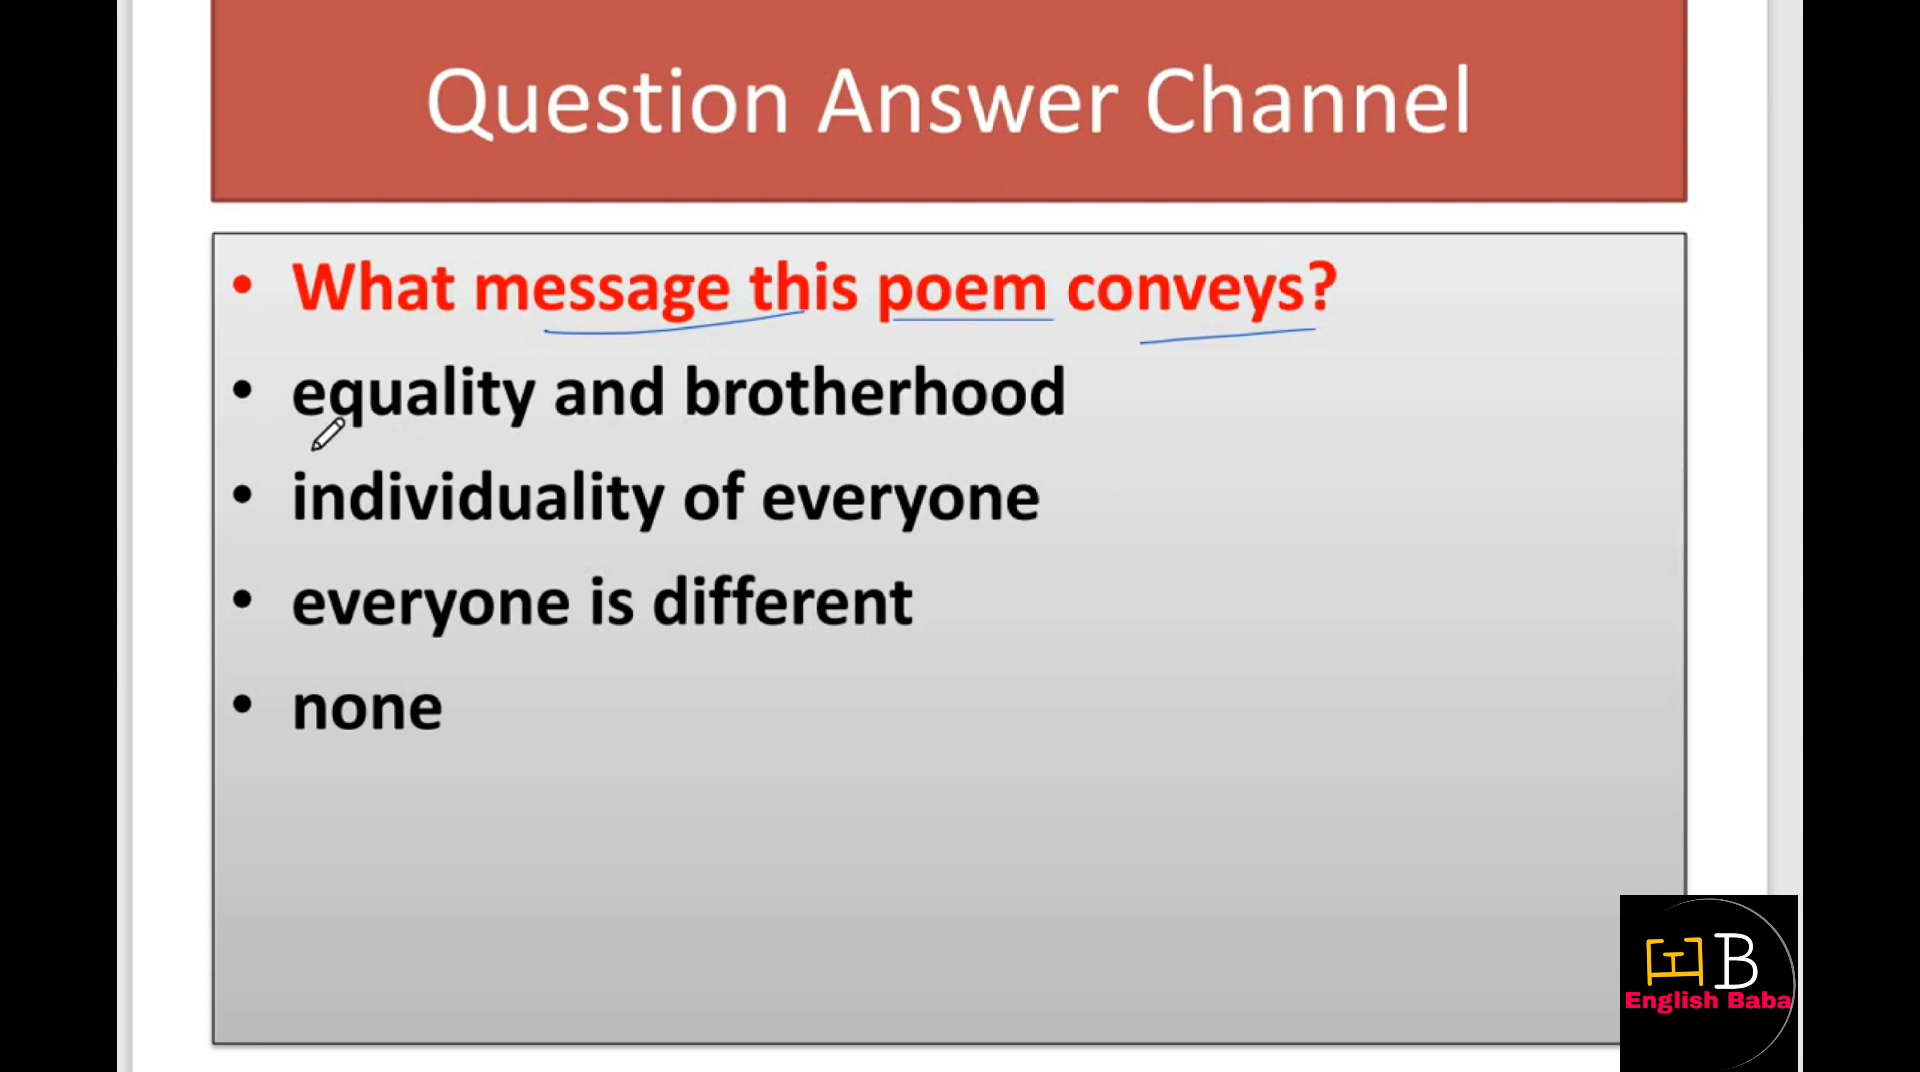 Question Answer Channel
• What message this poem conveys?
• equality and brotherhood
• individuality of everyone
• everyone is different
• none
EB
English Baba